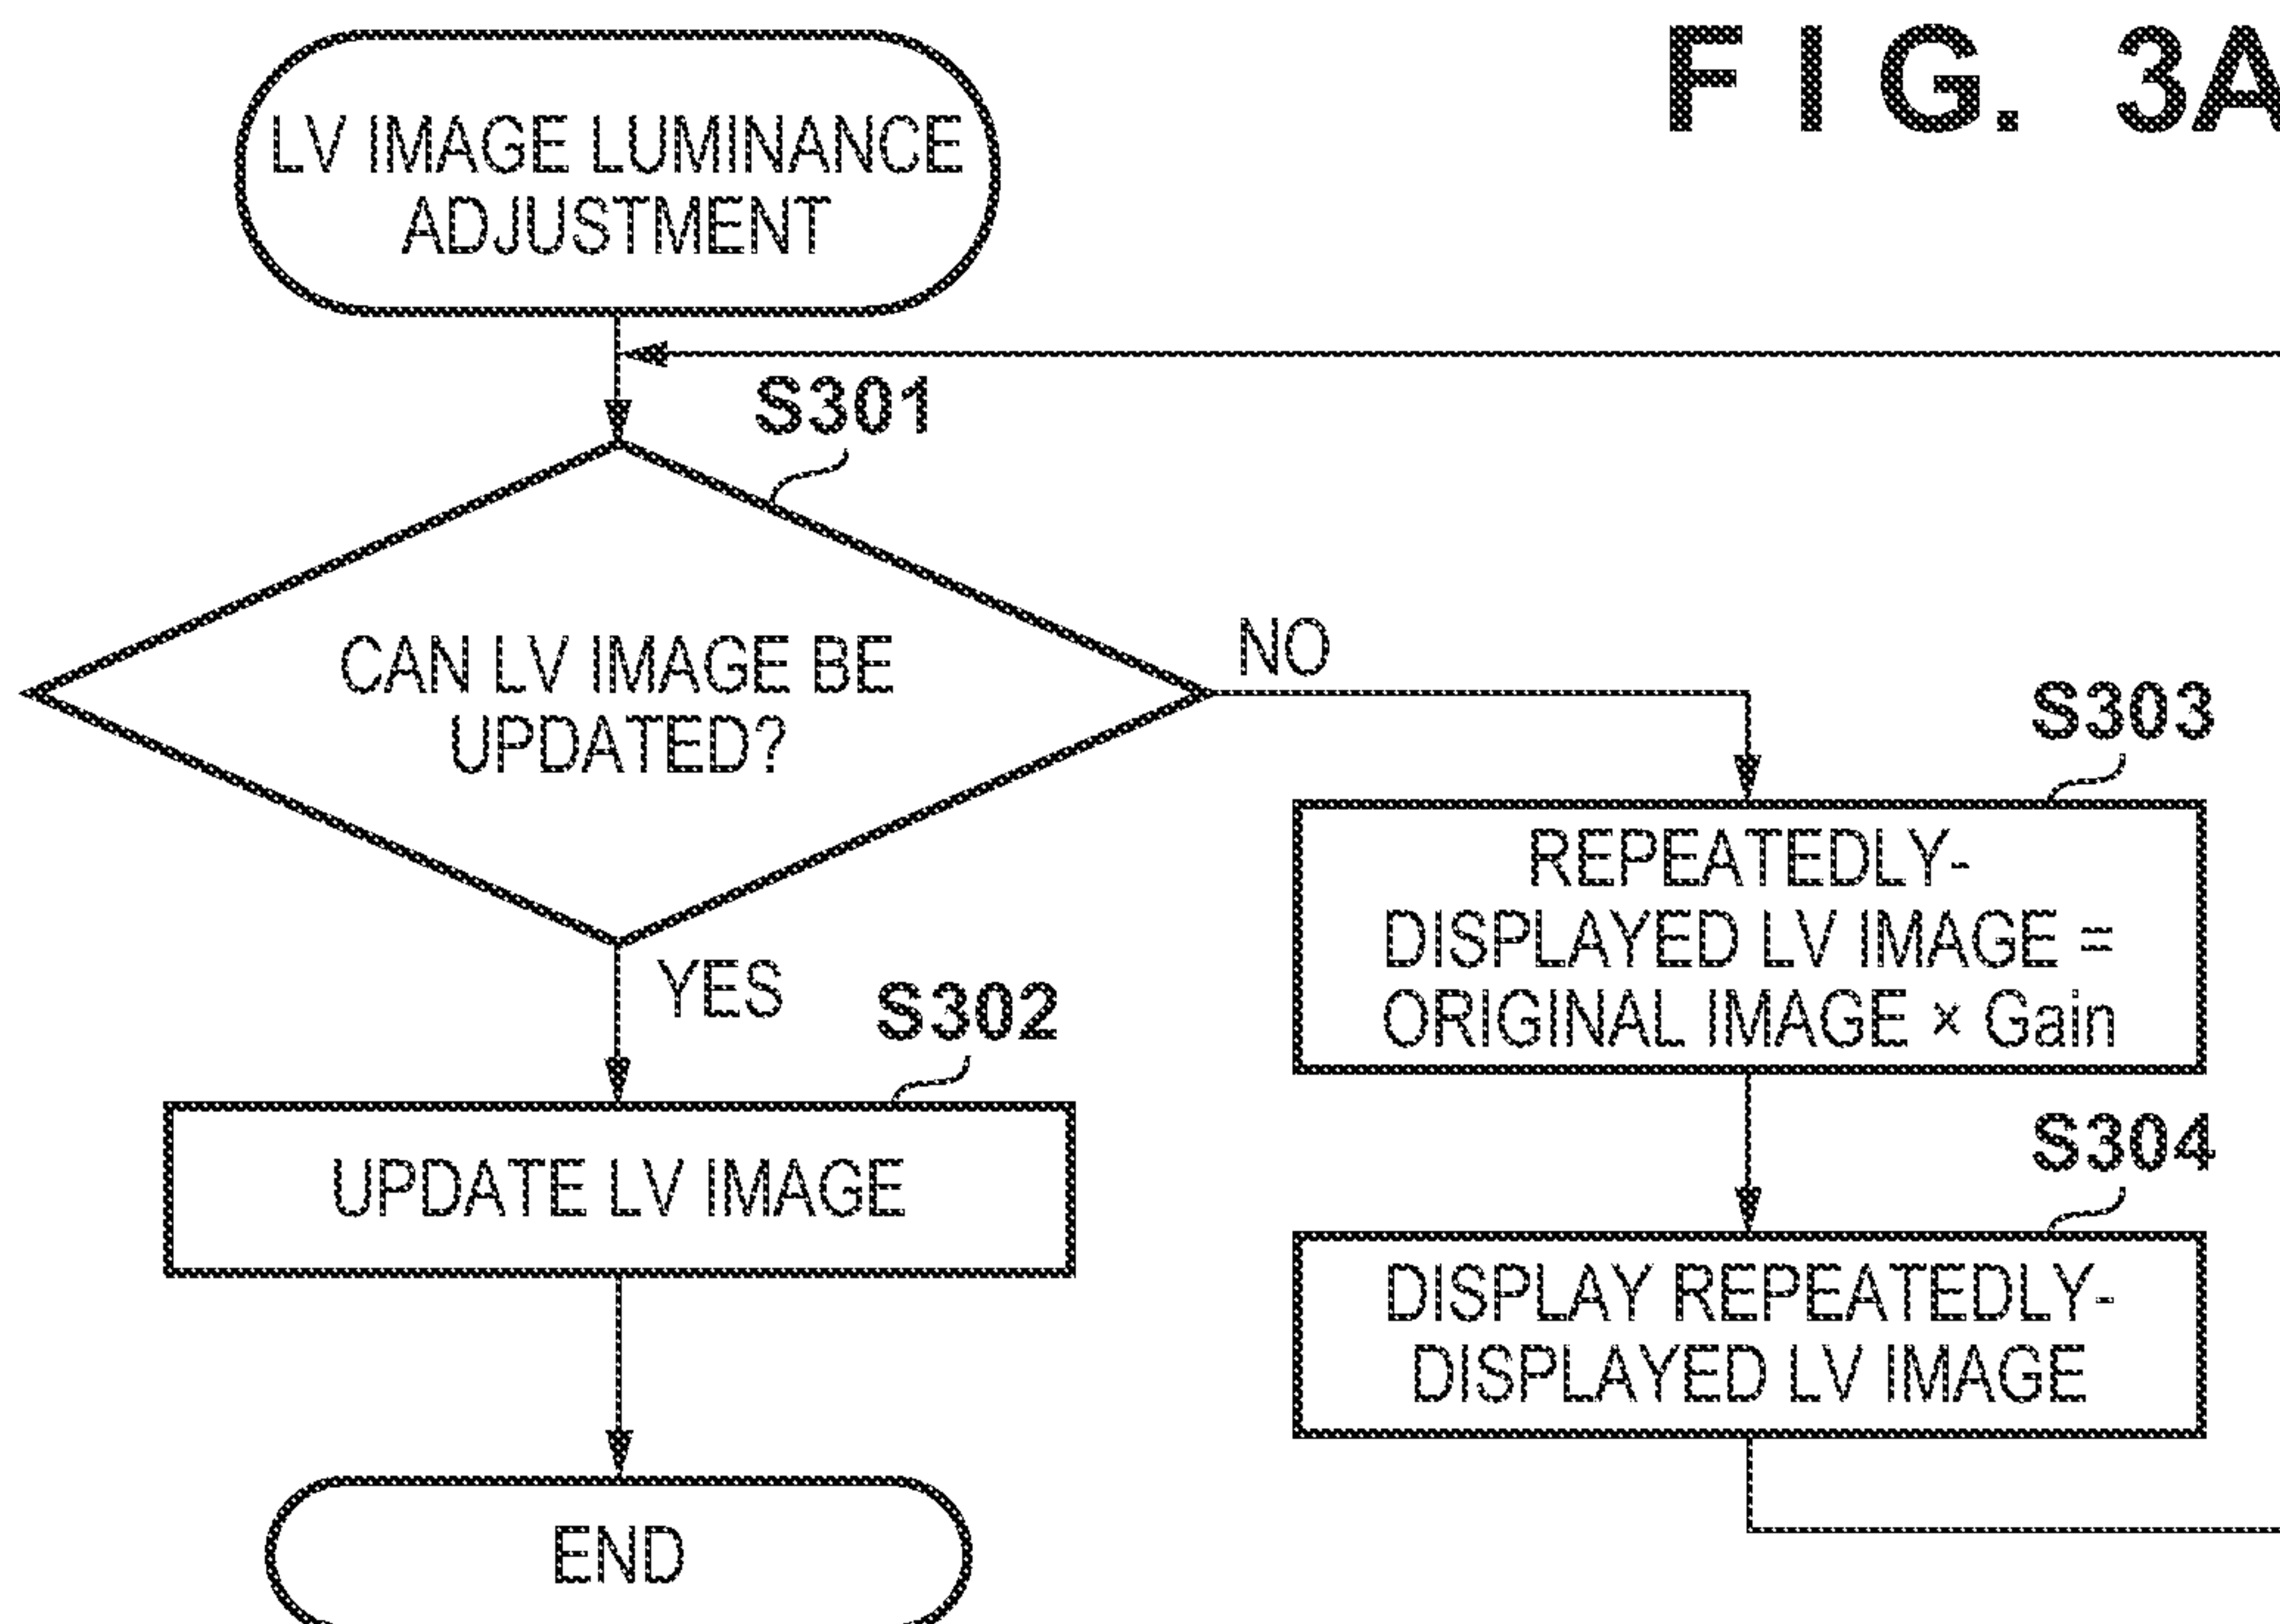 FIG. 3A
LV IMAGE LUMINANCE
ADJUSTMENT
S301
CAN LV IMAGE BE
UPDATED?
NO
YES
S302
UPDATE LV IMAGE
END
S303
REPEATEDLY-
DISPLAYED LV IMAGE =
ORIGINAL IMAGE × Gain
S304
DISPLAY REPEATEDLY-
DISPLAYED LV IMAGE